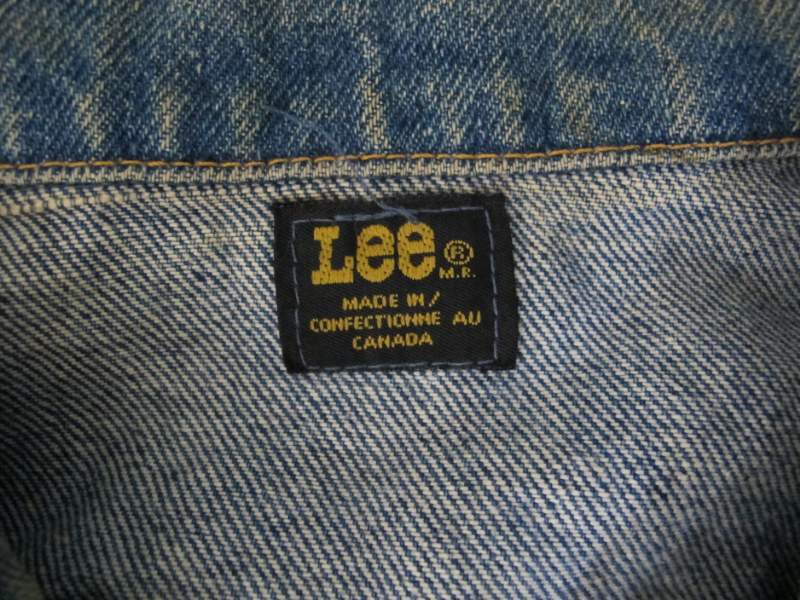 Lee ®
M.R.
MADE IN/
CONFECTIONNE AU
CANADA